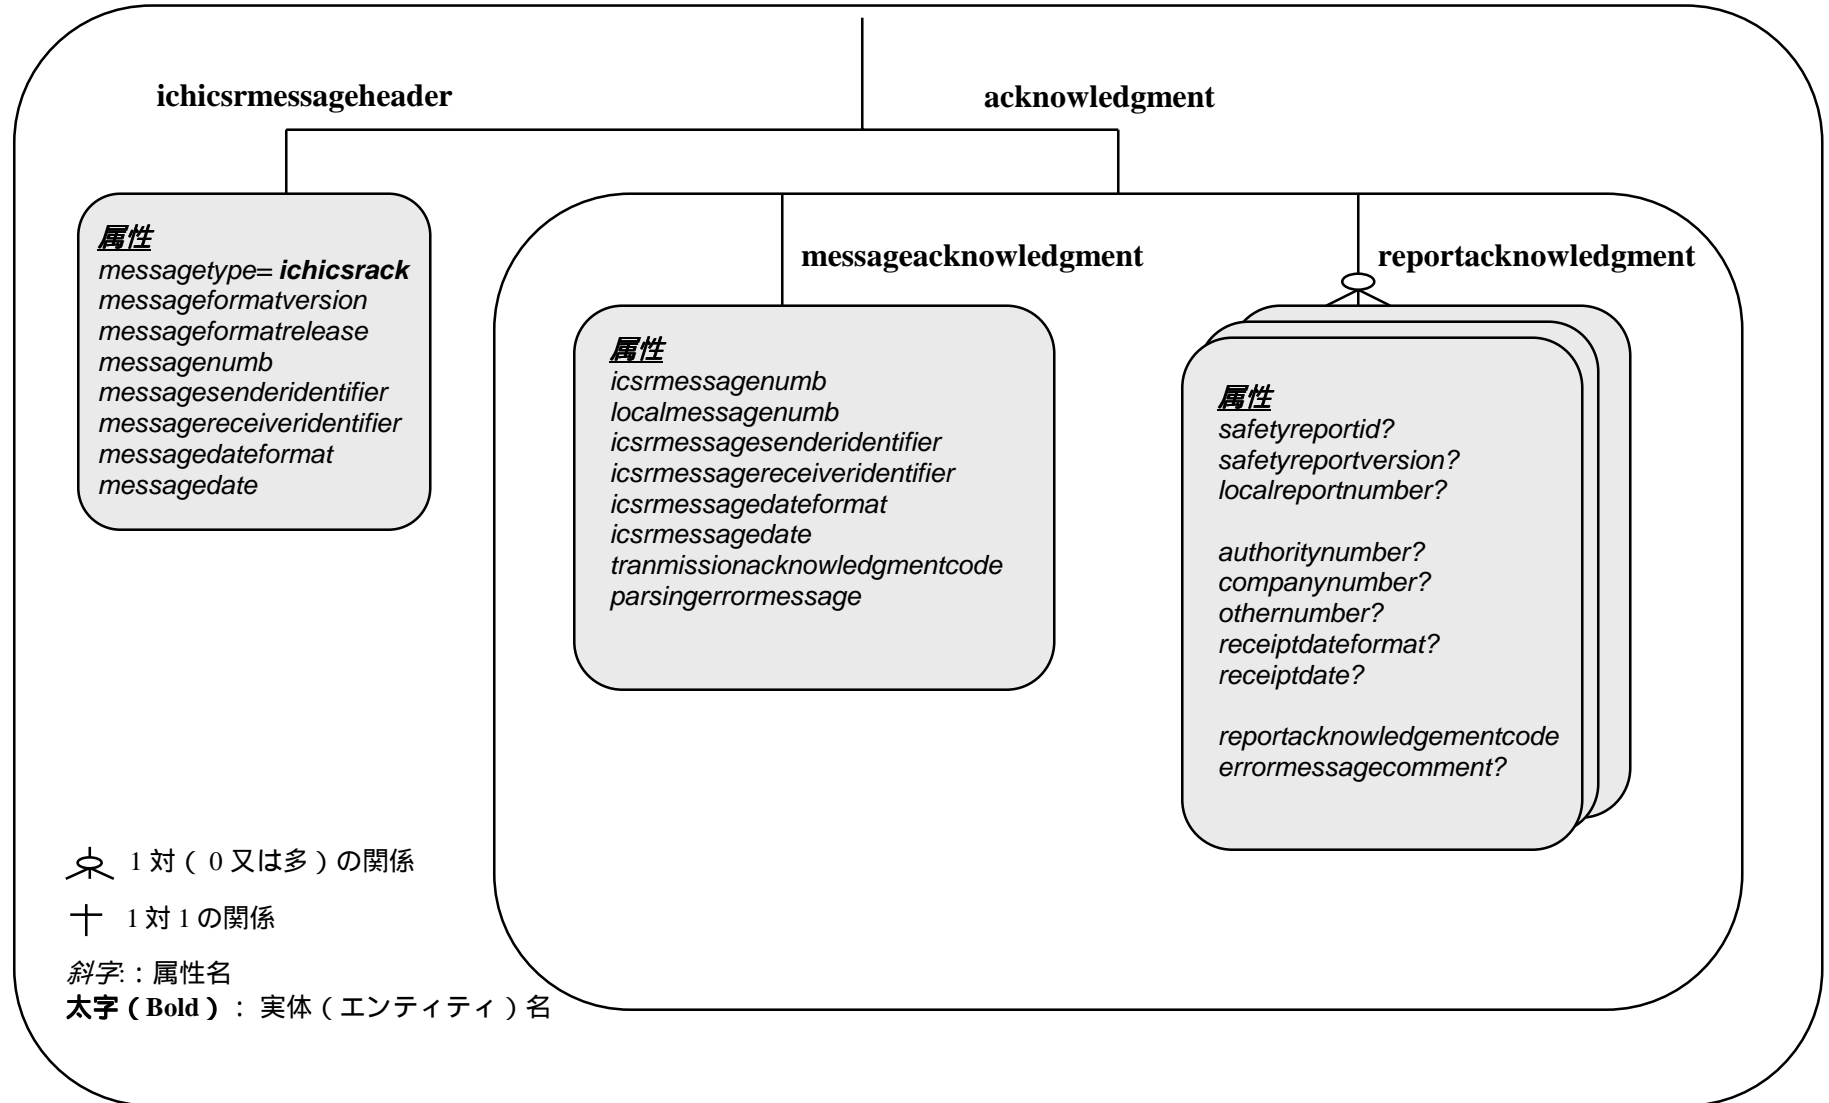 ichicsrmessageheader
acknowledgment
属性
messagetype= ichicsrack
messageformatversion
messageformatrelease
messagenumb
messagesenderidentifier
messagereceiveridentifier
messagedateformat
messagedate
messageacknowledgment
属性
icsrmessagenumb
localmessagenumb
icsrmessagesenderidentifier
icsrmessagereceiveridentifier
icsrmessagedateformat
icsrmessagedate
tranmissionacknowledgmentcode
parsingerrormessage
reportacknowledgment
属性
safetyreportid?
safetyreportversion?
localreportnumber?
authoritynumber?
companynumber?
othernumber?
receiptdateformat?
receiptdate?
reportacknowledgementcode
errormessagecomment?
1 対（ 0 又は多）の関係
1 対 1 の関係
斜字:：属性名
太字（Bold）： 実体（エンティティ）名